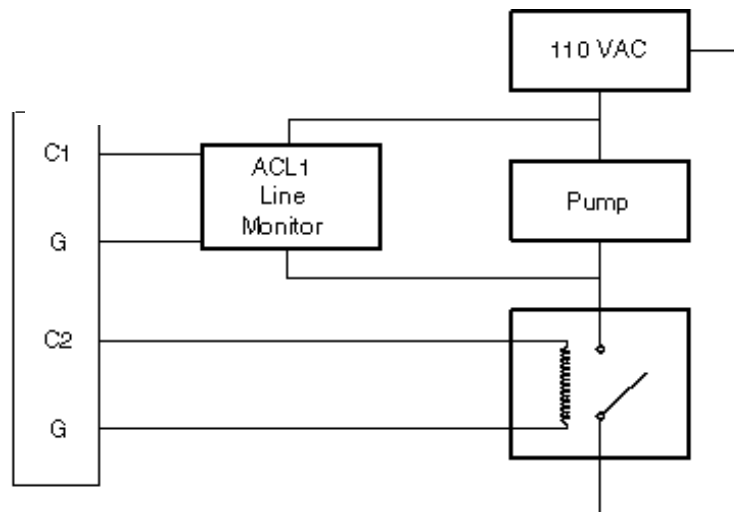 110 VAC
C1
ACL1
Line
Monitor
Pump
G
C2
G